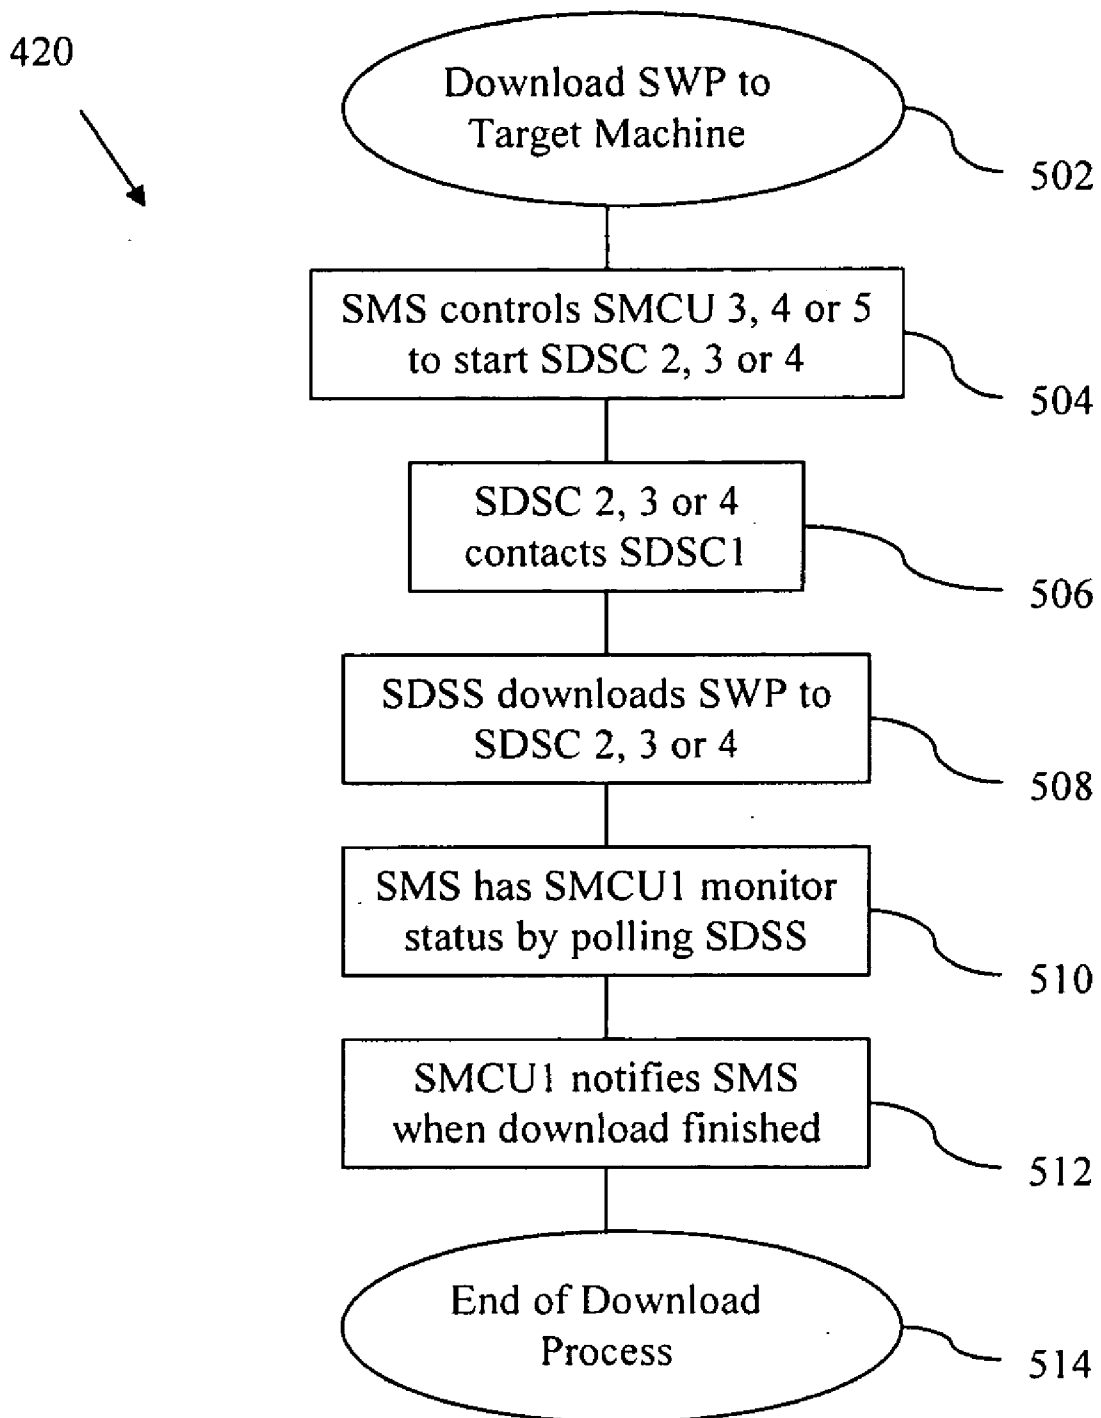 420
Download SWP to
Target Machine
502
SMS controls SMCU 3, 4 or 5
to start SDSC 2, 3 or 4
504
SDSC 2, 3 or 4
contacts SDSC1
506
SDSS downloads SWP to
SDSC 2, 3 or 4
508
SMS has SMCU1 monitor
status by polling SDSS
510
SMCU1 notifies SMS
when download finished
512
End of Download
Process
514